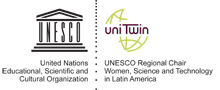 UNESCO
uniTwin
United Nations
Educational, Scientific and
Cultural Organization
UNESCO Regional Chair
Women, Science and Technology
in Latin America